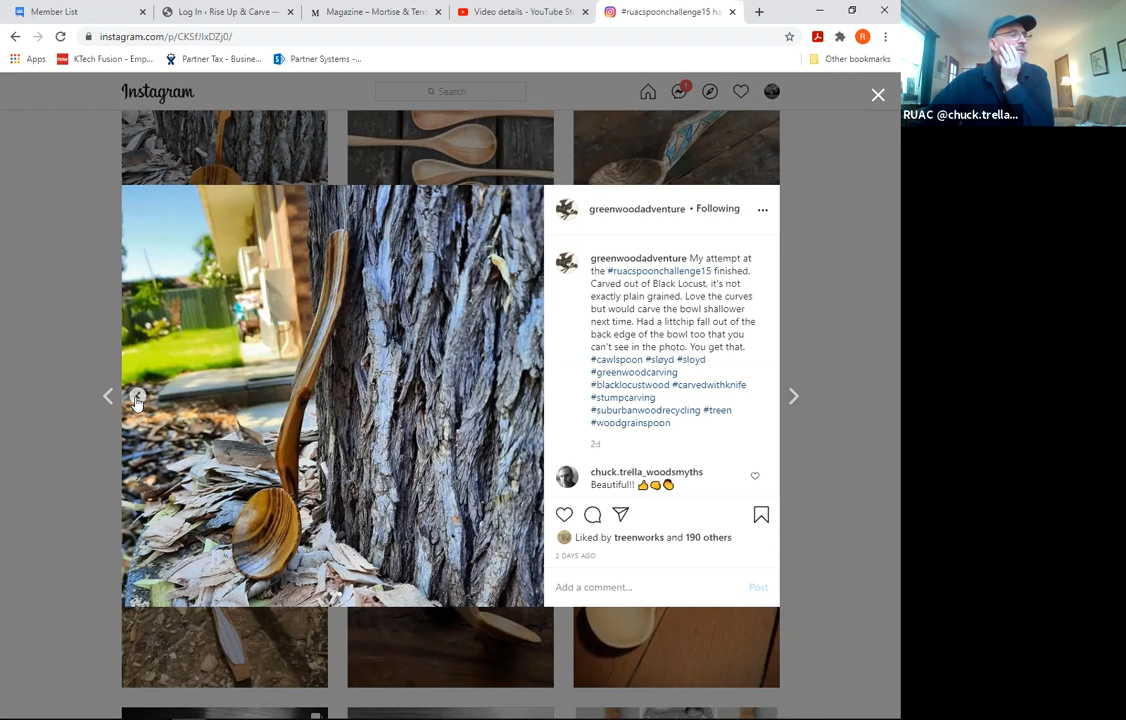 Member List
Log In ‹ Rise Up & Carve —
Magazine – Mortise & Ten
Video details - YouTube St
#ruacspoonchallenge15 ha
instagram.com/p/CKSfJIxDZj0/
Apps
now
KTech Fusion - Emp...
Partner Tax - Busine...
Partner Systems -...
Other bookmarks
R
Instagram
Search
1
RUAC @chuck.trella...
greenwoodadventure • Following
greenwoodadventure My attempt at
the #ruacspoonchallenge15 finished.
Carved out of Black Locust, it's not
exactly plain grained. Love the curves
but would carve the bowl shallower
next time. Had a littchip fall out of the
back edge of the bowl too that you
can't see in the photo. You get that.
#cawlspoon #sløyd #sloyd
#greenwoodcarving
#blacklocustwood #carvedwithknife
#stumpcarving
#suburbanwoodrecycling #treen
#woodgrainspoon
2d
chuck.trella_woodsmyths
Beautiful!! 👍👊👏
Liked by treenworks and 190 others
2 DAYS AGO
Add a comment...
Post